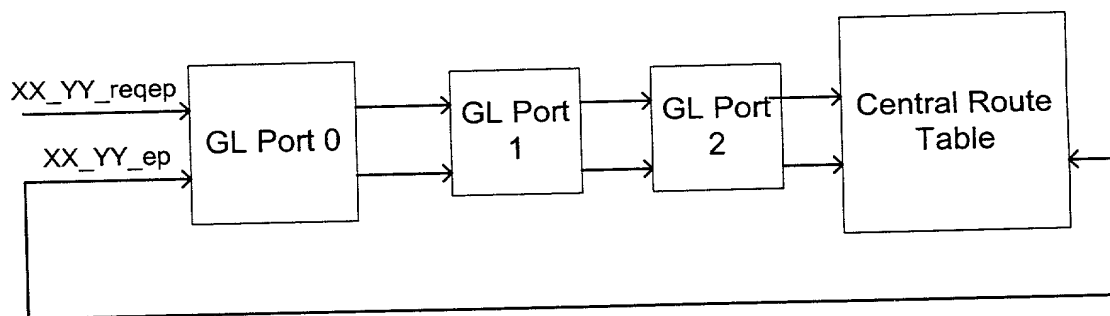 XX_YY_reqep
XX_YY_ep
GL Port 0
GL Port
1
GL Port
2
Central Route
Table